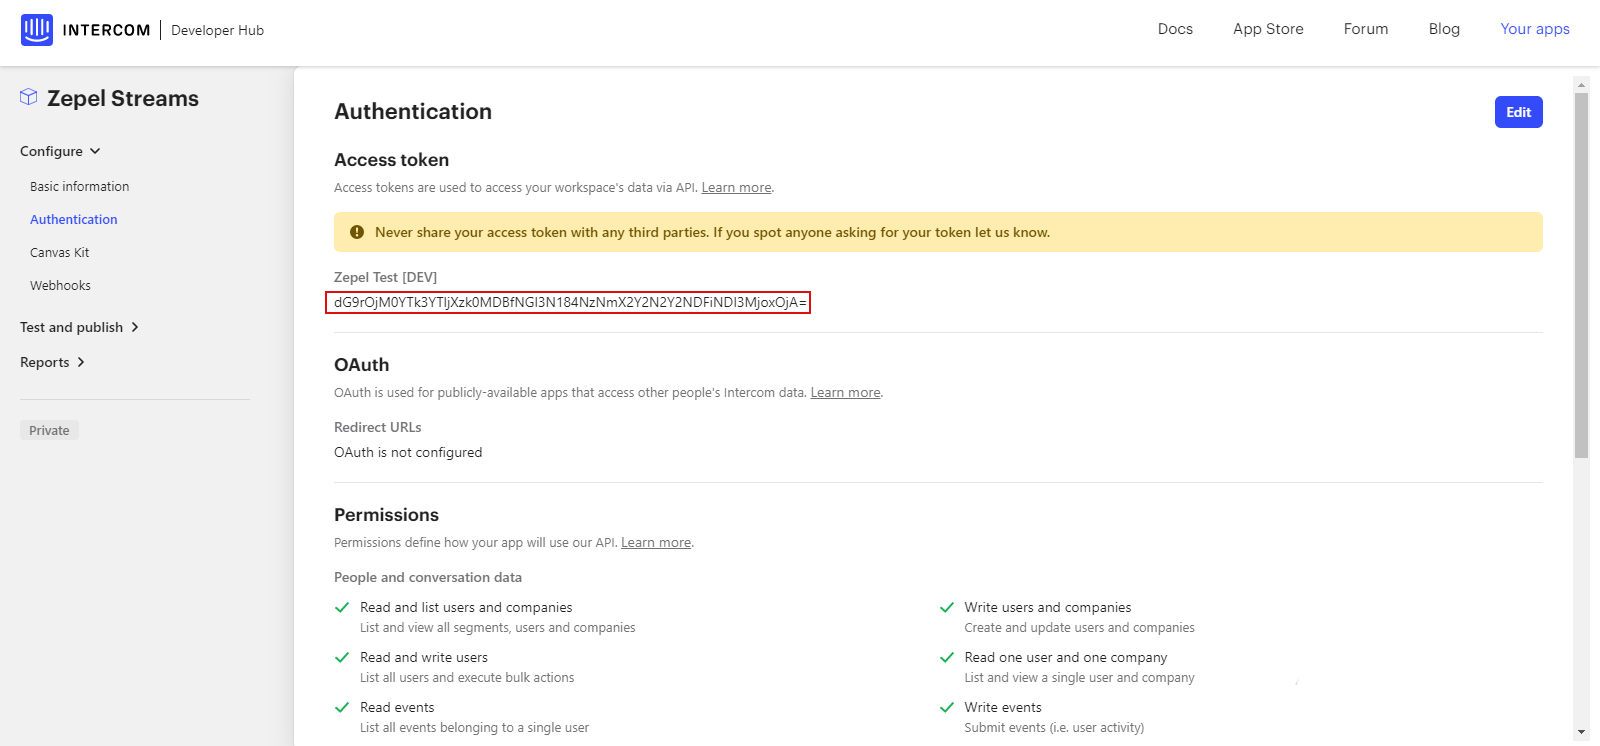 INTERCOM | Developer Hub
Docs
App Store
Forum
Blog
Your apps
Zepel Streams
Configure
Basic information
Authentication
Canvas Kit
Webhooks
Test and publish
Reports
Private
Authentication
Edit
Access token
Access tokens are used to access your workspace's data via API. Learn more.
Never share your access token with any third parties. If you spot anyone asking for your token let us know.
Zepel Test [DEV]
dG9rOjM0YTk3YTljXzk0MDBfNGI3N184NzNmX2Y2N2Y2NDFiNDI3MjoxOjA=
OAuth
OAuth is used for publicly-available apps that access other people's Intercom data. Learn more.
Redirect URLs
OAuth is not configured
Permissions
Permissions define how your app will use our API. Learn more.
People and conversation data
Read and list users and companies
List and view all segments, users and companies
Write users and companies
Create and update users and companies
Read and write users
List all users and execute bulk actions
Read one user and one company
List and view a single user and company
Read events
List all events belonging to a single user
Write events
Submit events (i.e. user activity)